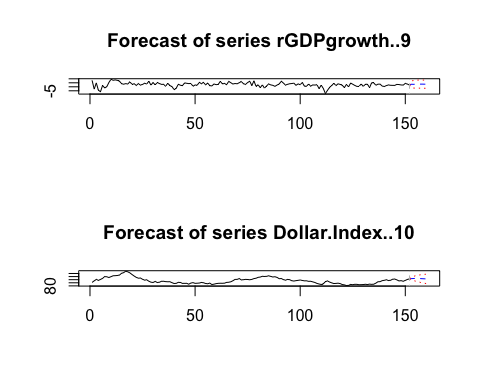 Forecast of series rGDPgrowth..9
-5
0 50 100 150
Forecast of series Dollar.Index..10
80
0 50 100 150